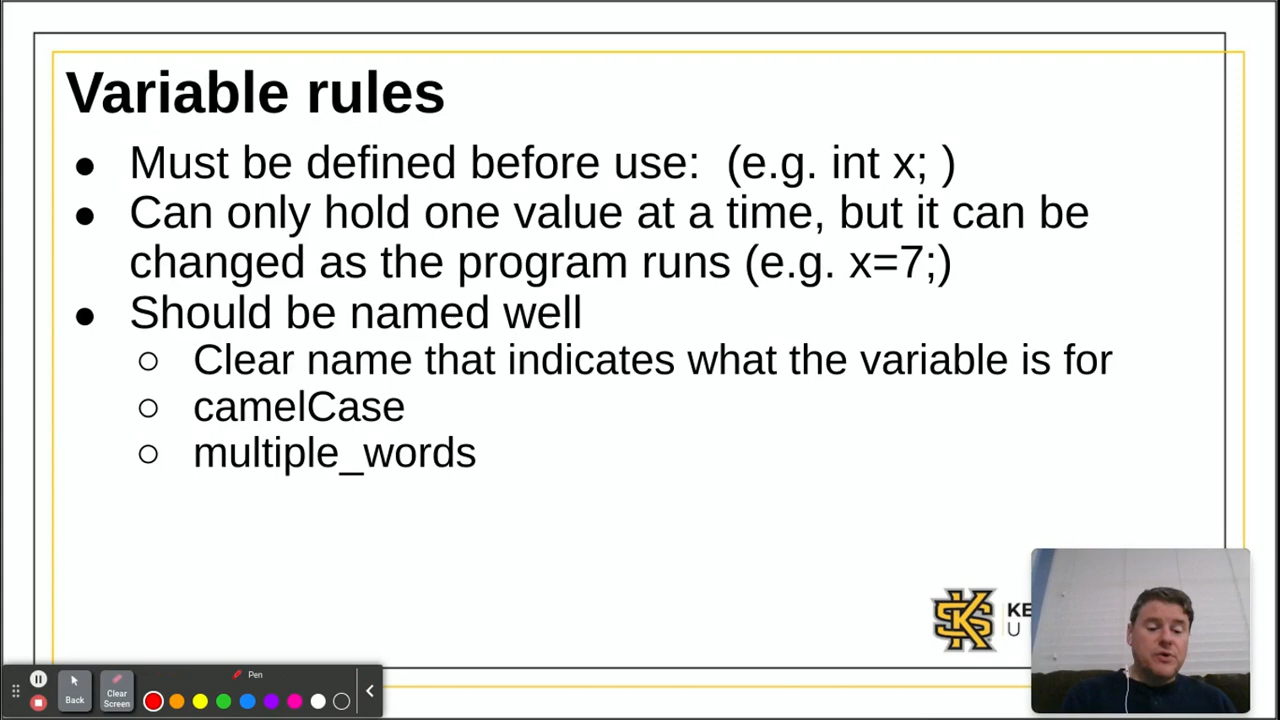 Variable rules
● Must be defined before use:  (e.g. int x; )
● Can only hold one value at a time, but it can be
changed as the program runs (e.g. x=7;)
● Should be named well
○ Clear name that indicates what the variable is for
○ camelCase
○ multiple_words
KS
KE
U
Pen
Back
Clear
Screen